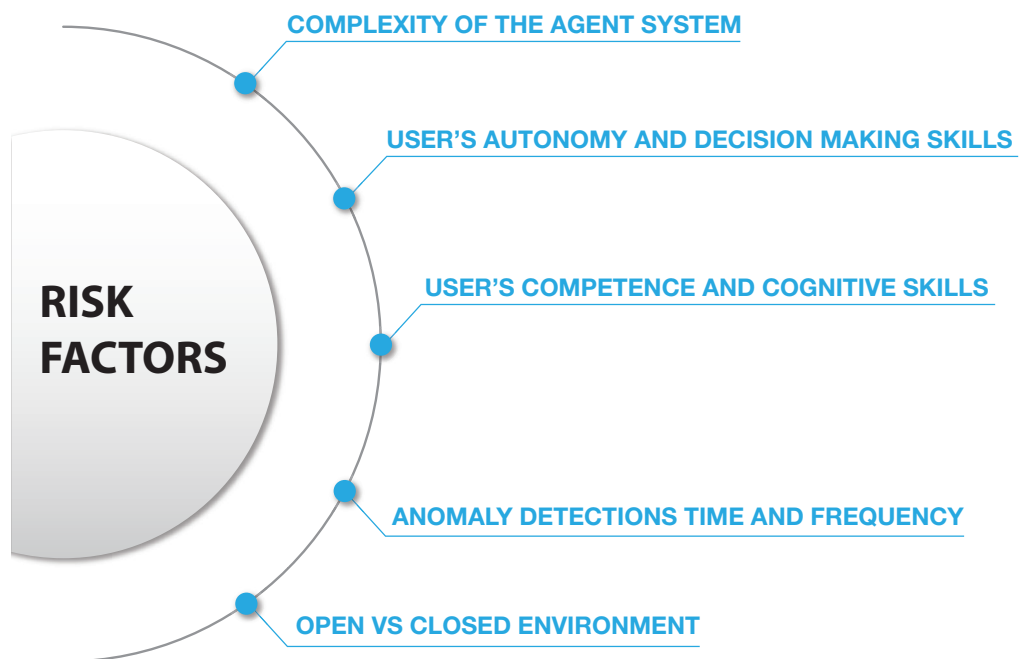 COMPLEXITY OF THE AGENT SYSTEM
USER'S AUTONOMY AND DECISION MAKING SKILLS
USER'S COMPETENCE AND COGNITIVE SKILLS
RISK
FACTORS
ANOMALY DETECTIONS TIME AND FREQUENCY
OPEN VS CLOSED ENVIRONMENT